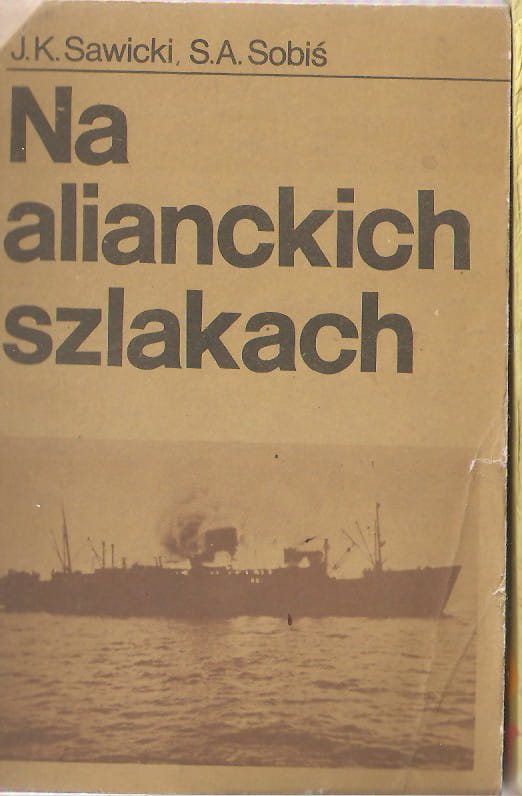 J.K. Sawicki, S.A. Sobiś
Na
alianckich
szlakach